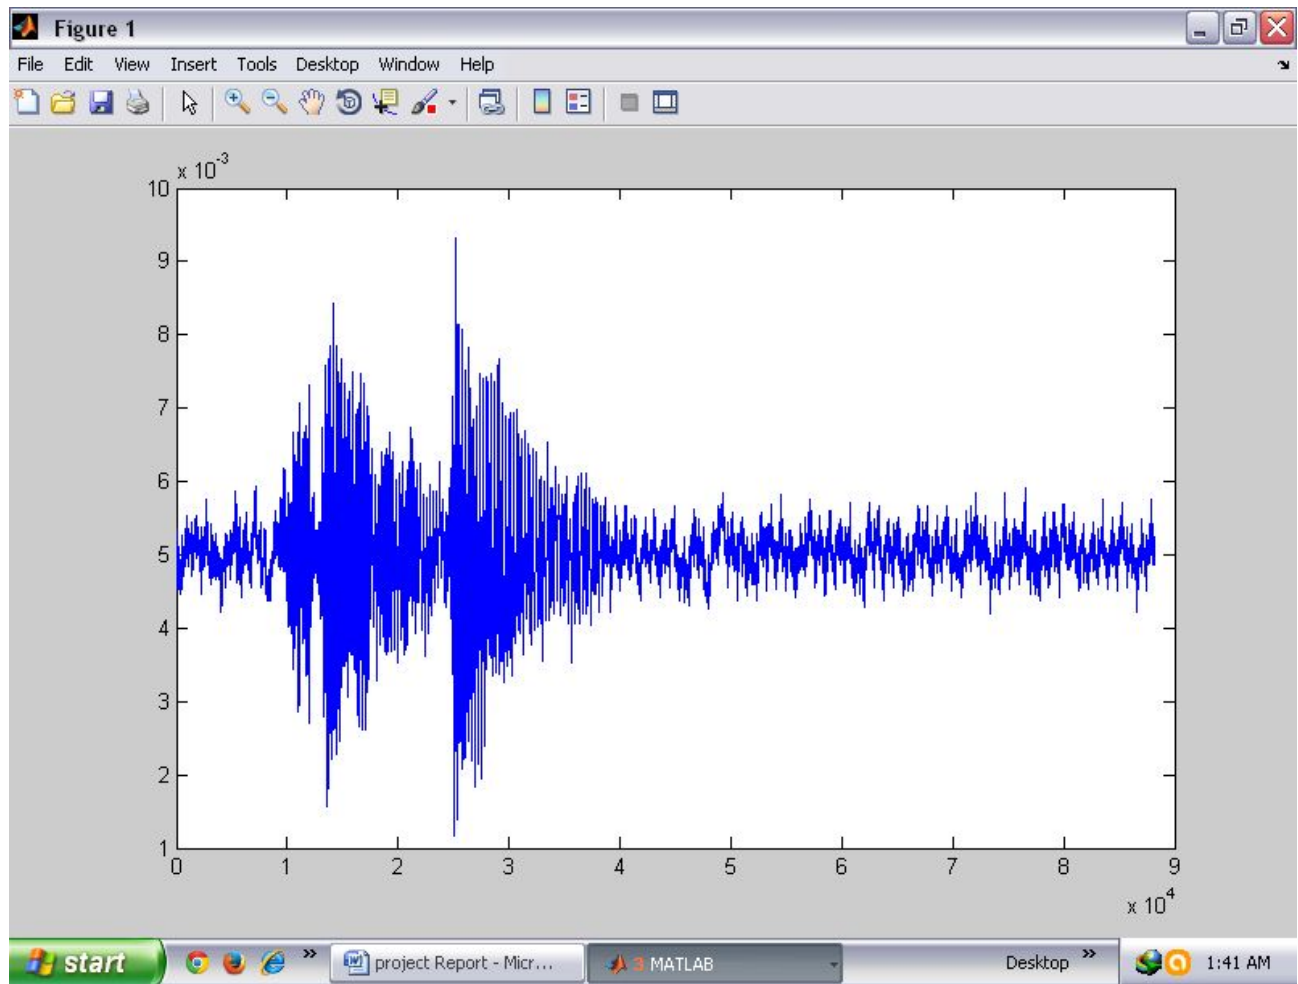 Figure 1
File Edit View Insert Tools Desktop Window Help
x 10^-3
10
9
8
7
6
5
4
3
2
1
0 1 2 3 4 5 6 7 8 9
x 10^4
start » project Report - Micr... 3 MATLAB Desktop » 1:41 AM